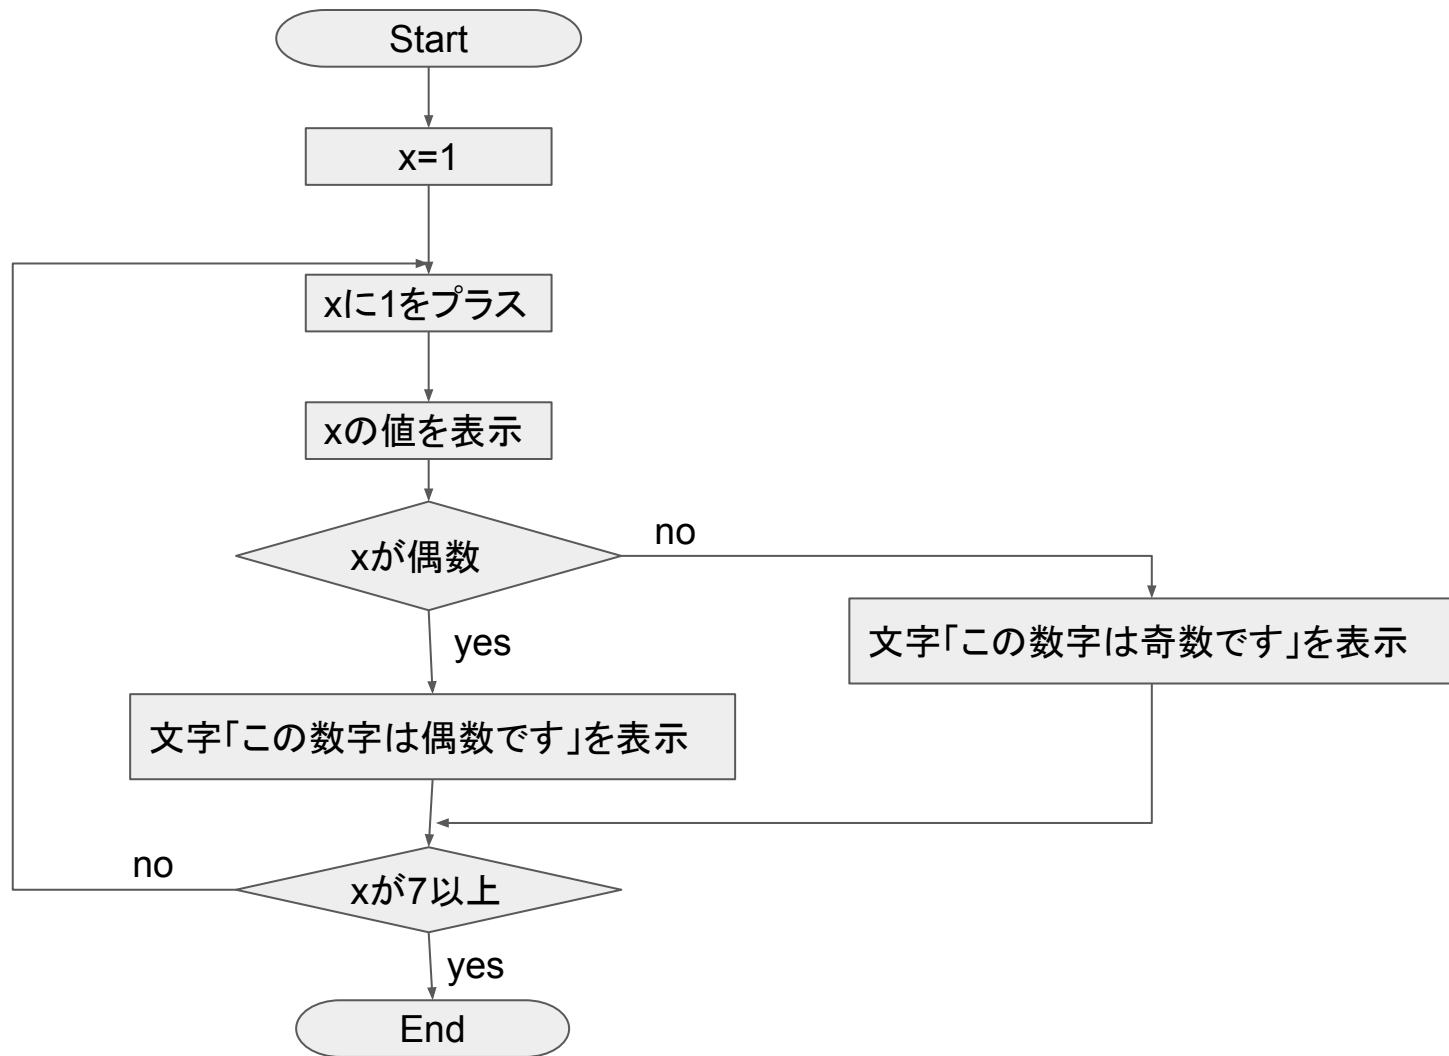 Start
x=1
xに1をプラス
xの値を表示
xが偶数
no
yes
文字「この数字は奇数です」を表示
文字「この数字は偶数です」を表示
no
xが7以上
yes
End